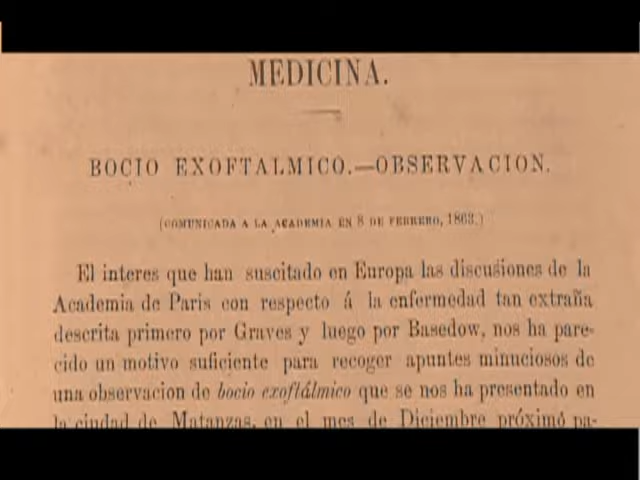 MEDICINA.
BOCIO EXOFTALMICO.—OBSERVACION.
(COMUNICADA A LA ACADEMIA EN 8 DE FEBRERO, 1863.)
El interes que han suscitado en Europa las discusiones de la
Academia de Paris con respecto á la enfermedad tan extraña
descrita primero por Graves y luego por Basedow, nos ha pare-
cido un motivo suficiente para recoger apuntes minuciosos de
una observacion de bocio exoftálmico que se nos ha presentado en
la ciudad de Matanzas, en el mes de Diciembre próximó pa-